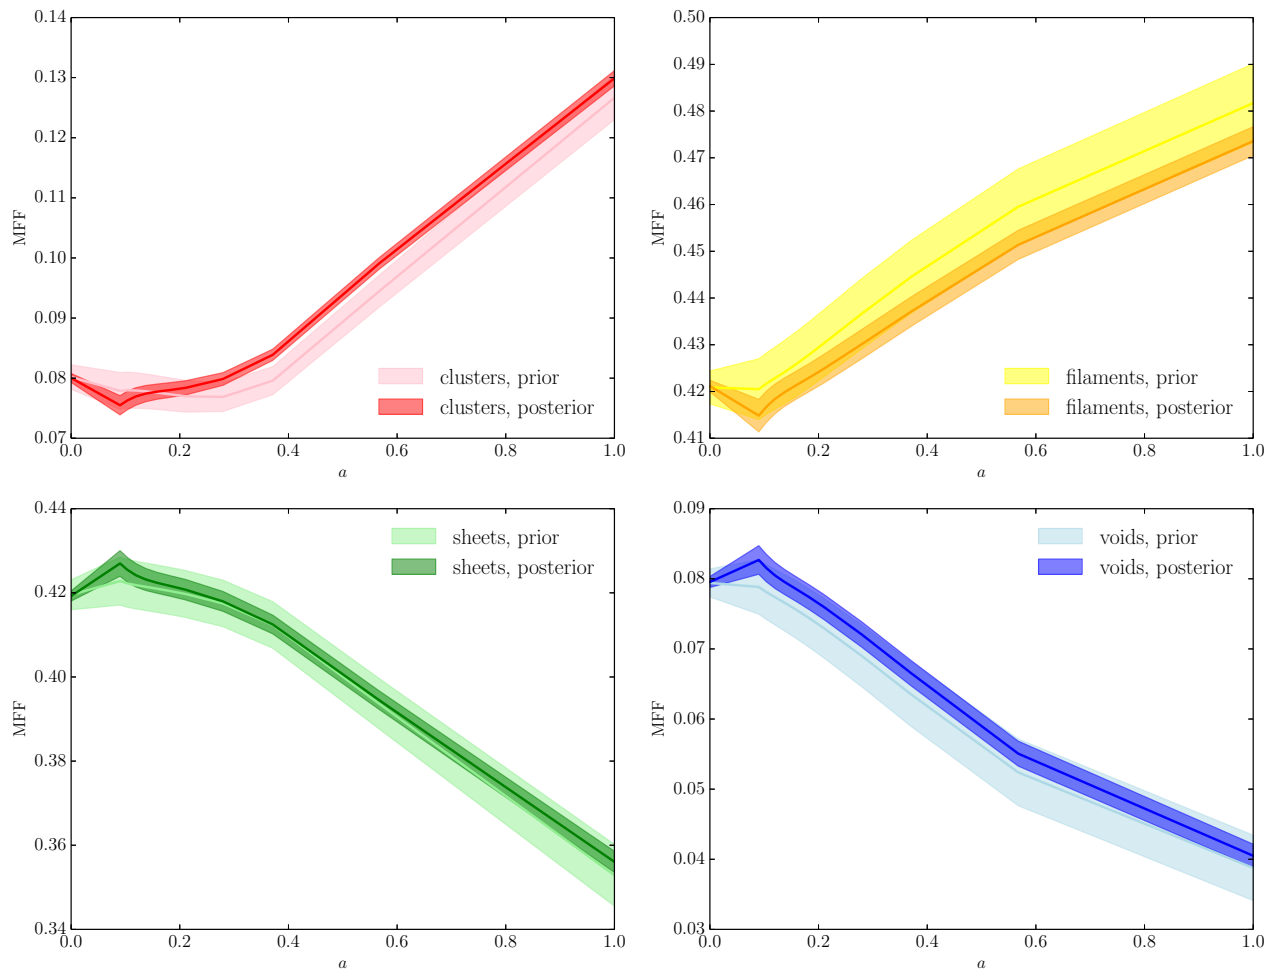 0.14
0.13
0.12
0.11
0.10
0.09
0.08
0.07
MFF
0.0 0.2 0.4 0.6 0.8 1.0
a
clusters, prior
clusters, posterior
0.50
0.49
0.48
0.47
0.46
0.45
0.44
0.43
0.42
0.41
MFF
0.0 0.2 0.4 0.6 0.8 1.0
a
filaments, prior
filaments, posterior
0.44
0.42
0.40
0.38
0.36
0.34
MFF
0.0 0.2 0.4 0.6 0.8 1.0
a
sheets, prior
sheets, posterior
0.09
0.08
0.07
0.06
0.05
0.04
0.03
MFF
0.0 0.2 0.4 0.6 0.8 1.0
a
voids, prior
voids, posterior